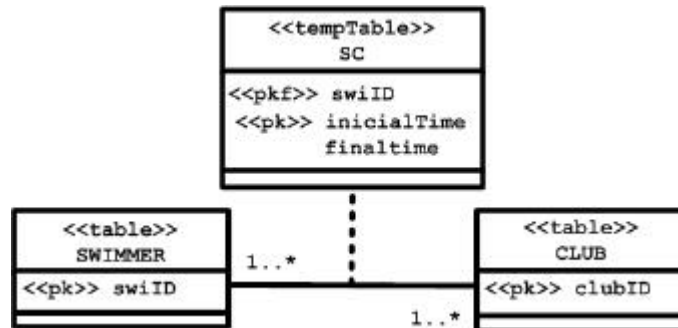 <<tempTable>>
SC
<<pkf>> swiID
<<pk>> inicialTime
finaltime
<<table>>
SWIMMER
<<pk>> swiID
1..*
1..*
<<table>>
CLUB
<<pk>> clubID